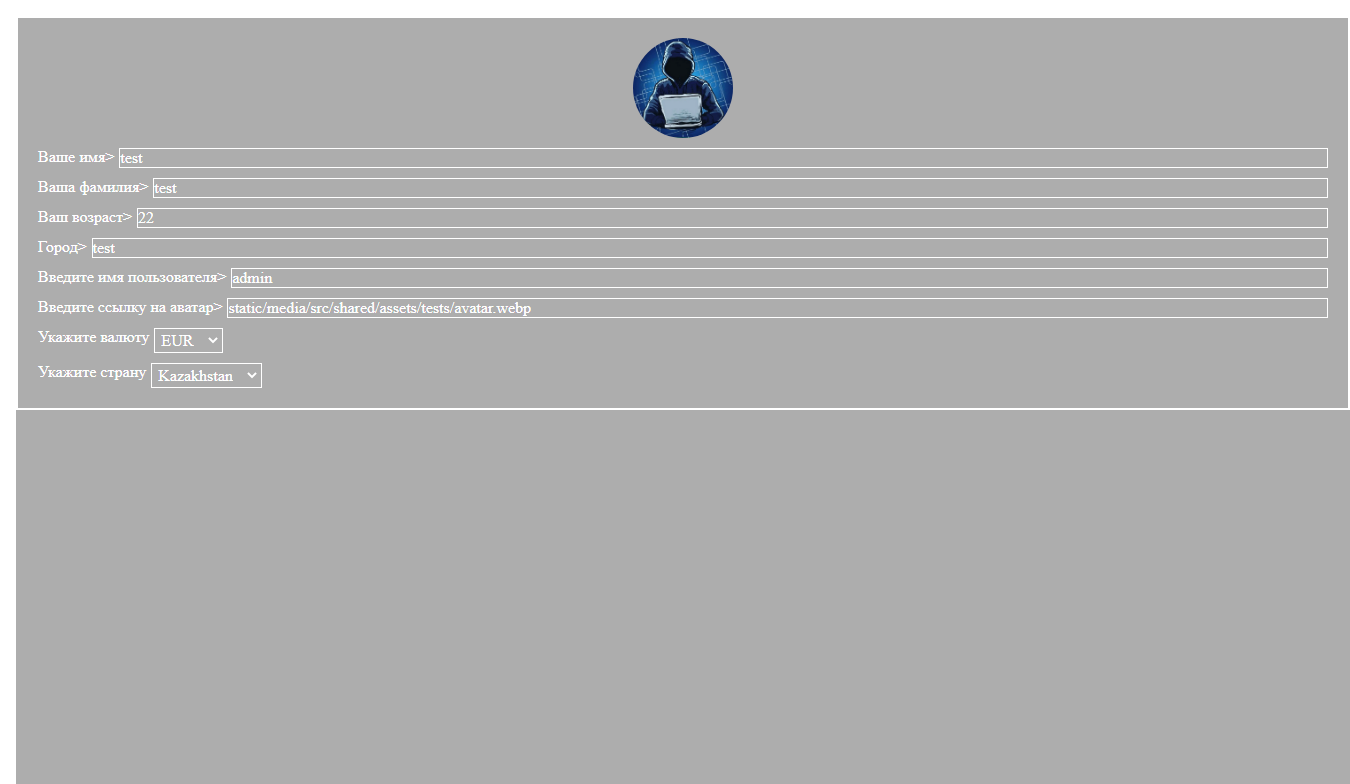 Ваше имя> test
Ваша фамилия> test
Ваш возраст> 22
Город> test
Введите имя пользователя> admin
Введите ссылку на аватар> static/media/src/shared/assets/tests/avatar.webp
Укажите валюту EUR
Укажите страну Kazakhstan